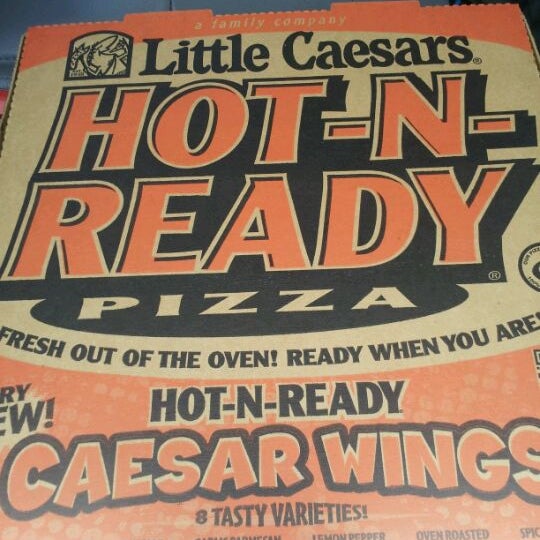 a family company
Little Caesars®
HOT-N-
READY®
PIZZA
FRESH OUT OF THE OVEN! READY WHEN YOU ARE!
HOT-N-READY
CAESAR WINGS
8 TASTY VARIETIES!
LEMON PEPPER OVEN ROASTED